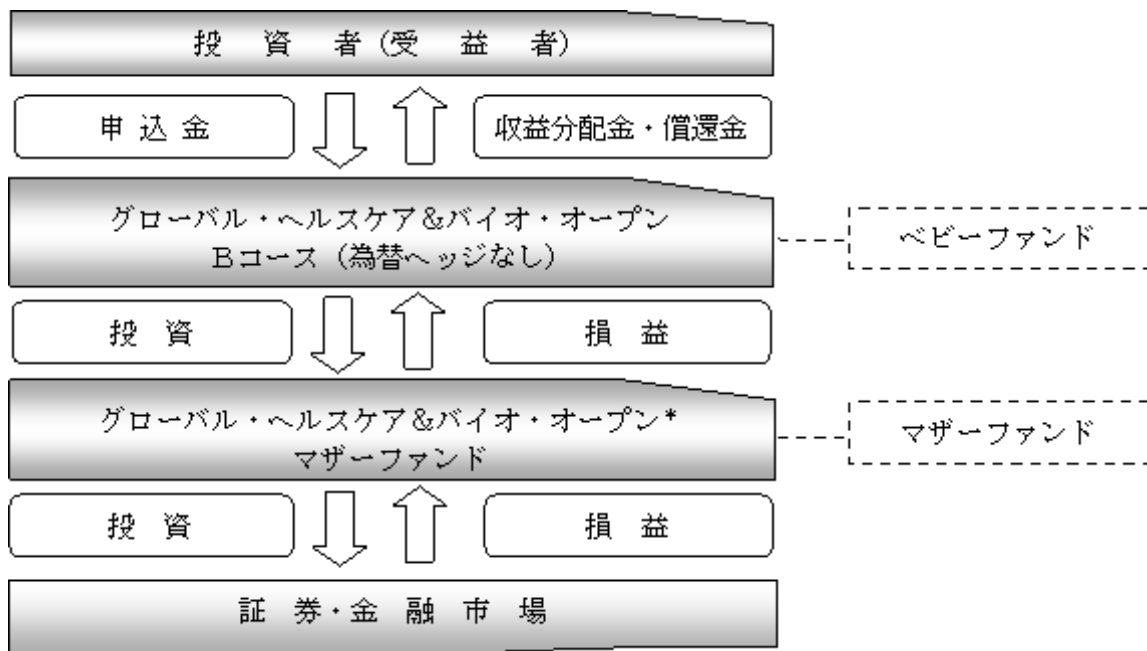 投資者(受益者)
申込金
収益分配金・償還金
グローバル・ヘルスケア&バイオ・オープン
Bコース(為替ヘッジなし)
ベビーファンド
投資
損益
グローバル・ヘルスケア&バイオ・オープン*
マザーファンド
マザーファンド
投資
損益
証券・金融市場